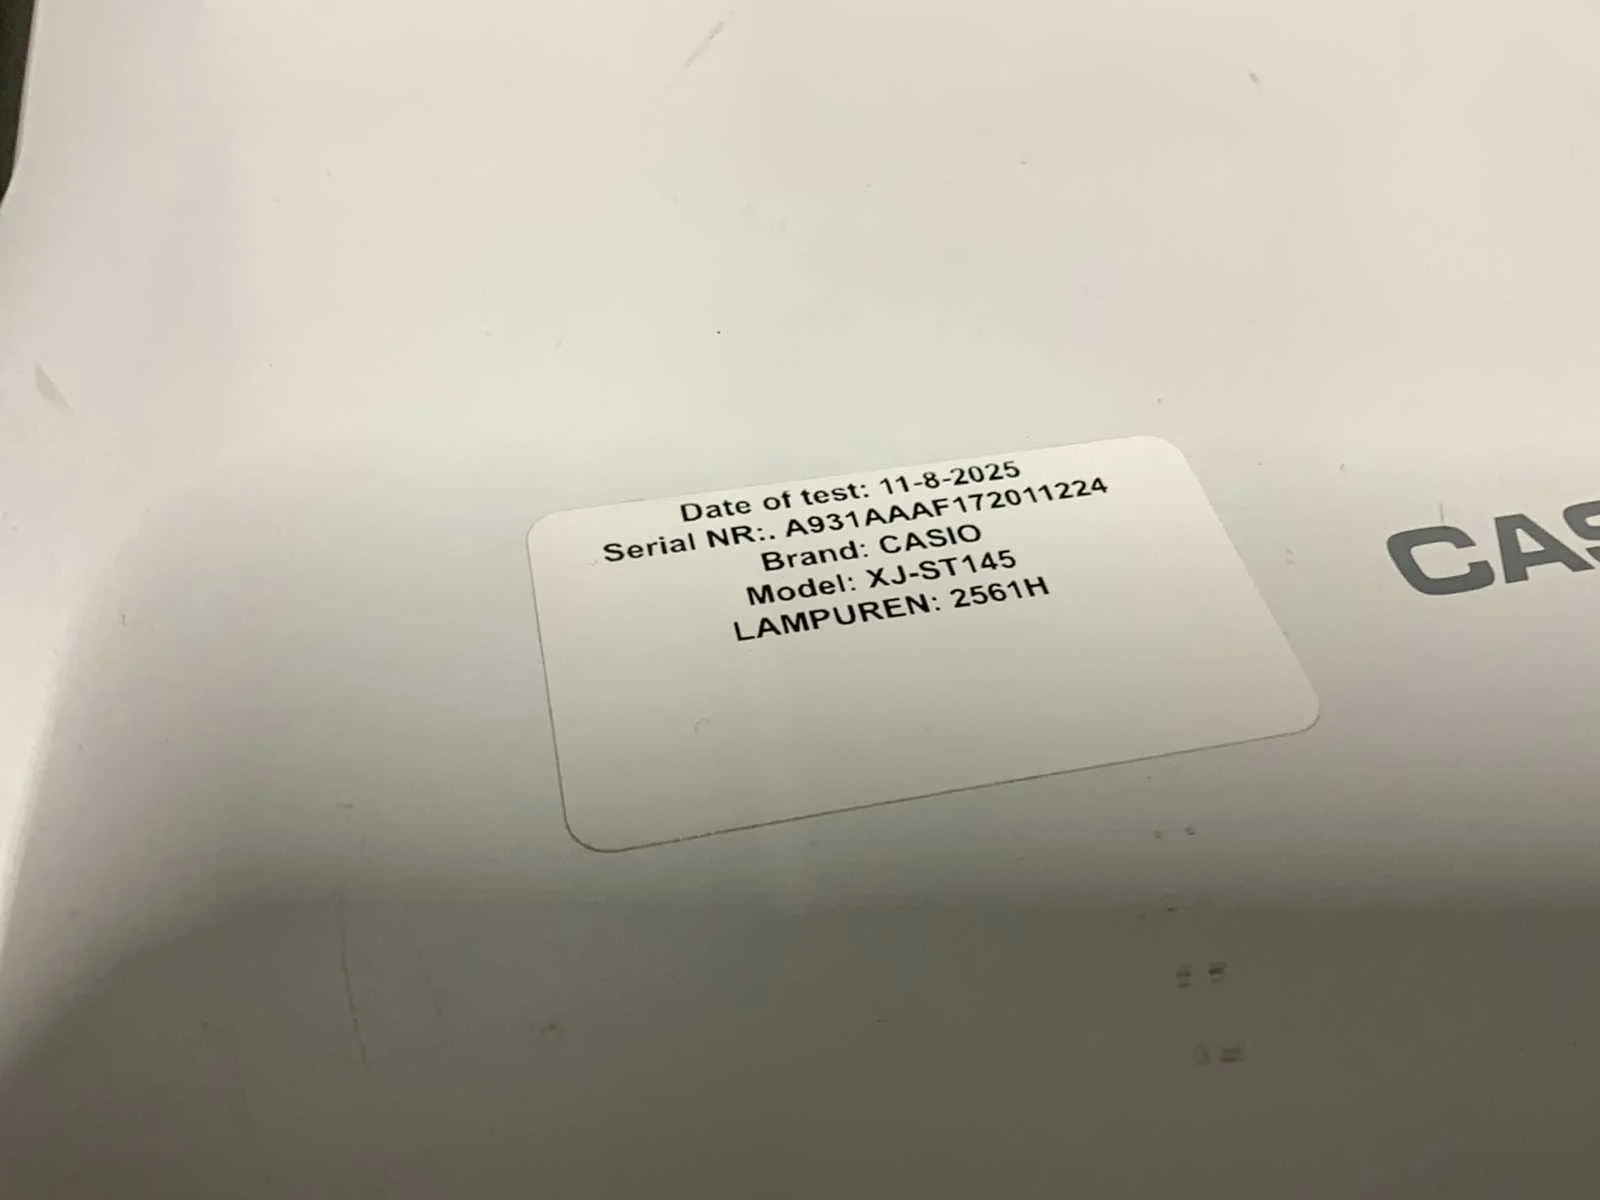 Date of test: 11-8-2025
Serial NR:. A931AAAF172011224
Brand: CASIO
Model: XJ-ST145
LAMPUREN: 2561H
CAS